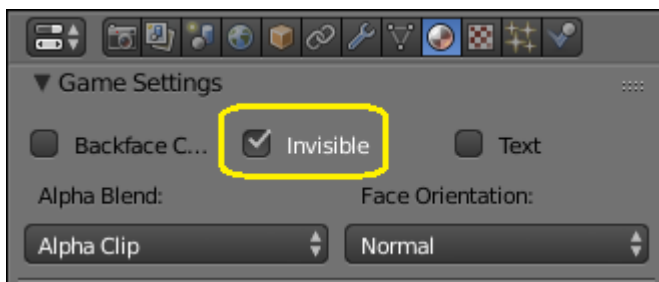 Game Settings
Backface C... Invisible Text
Alpha Blend: Face Orientation:
Alpha Clip Normal